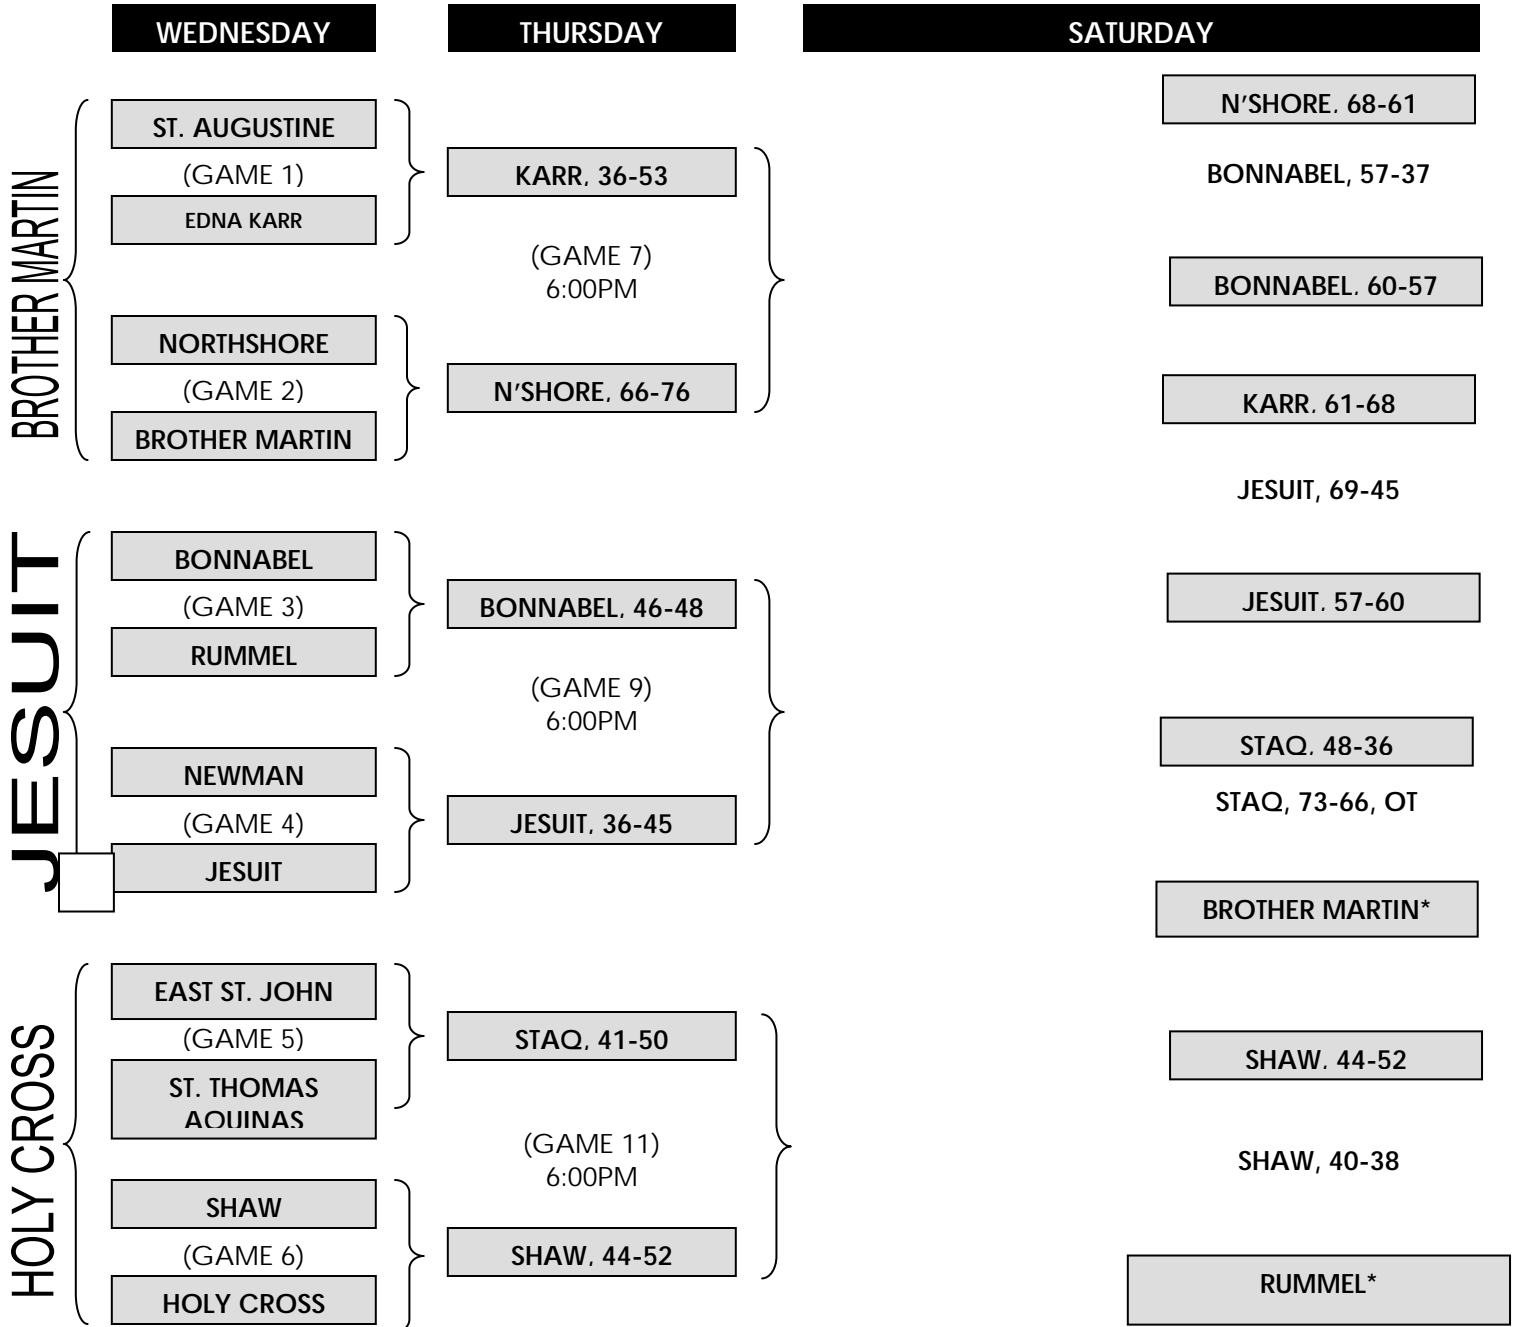 WEDNESDAY
THURSDAY
SATURDAY
BROTHER MARTIN
ST. AUGUSTINE
(GAME 1)
EDNA KARR
NORTHSHORE
(GAME 2)
BROTHER MARTIN
KARR, 36-53
(GAME 7)
6:00PM
N'SHORE, 66-76
JESUIT
BONNABEL
(GAME 3)
RUMMEL
NEWMAN
(GAME 4)
JESUIT
BONNABEL, 46-48
(GAME 9)
6:00PM
JESUIT, 36-45
HOLY CROSS
EAST ST. JOHN
(GAME 5)
ST. THOMAS
AQUINAS
SHAW
(GAME 6)
HOLY CROSS
STAQ, 41-50
(GAME 11)
6:00PM
SHAW, 44-52
N'SHORE, 68-61
BONNABEL, 57-37
BONNABEL, 60-57
KARR, 61-68
JESUIT, 69-45
JESUIT, 57-60
STAQ, 48-36
STAQ, 73-66, OT
BROTHER MARTIN*
SHAW, 44-52
SHAW, 40-38
RUMMEL*